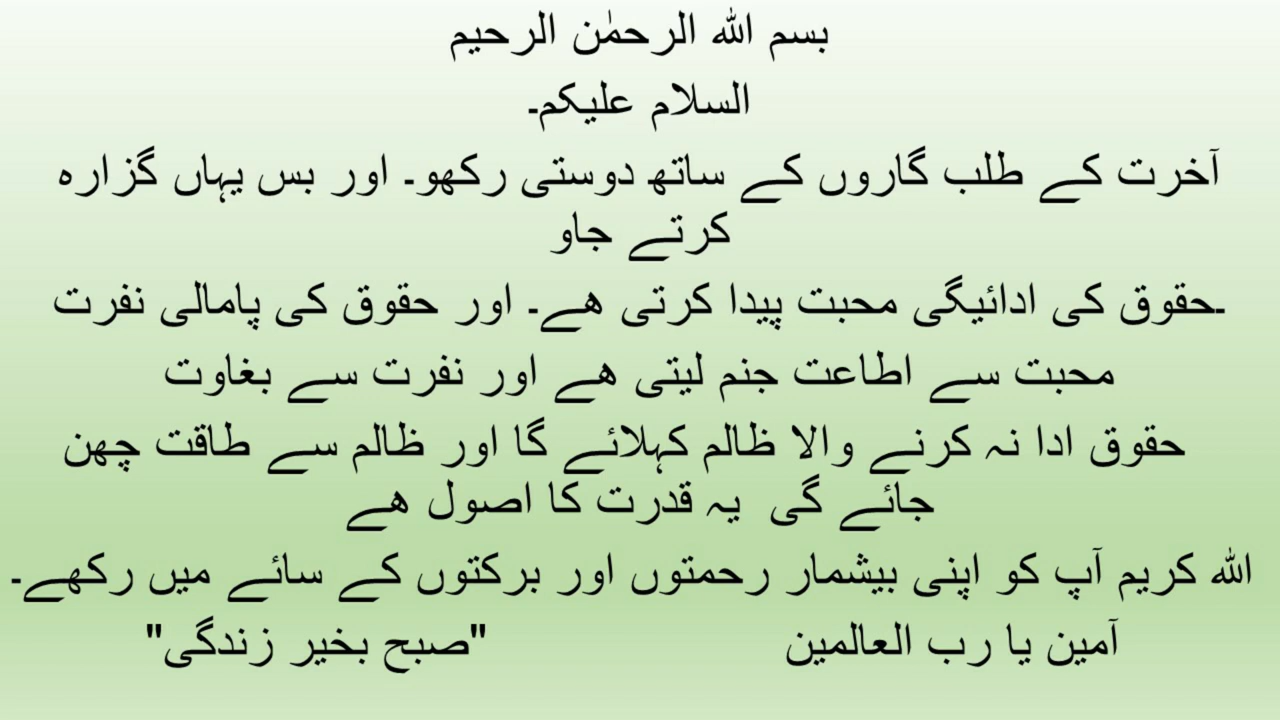 بسم اللہ الرحمٰن الرحیم
السلام علیکم۔
آخرت کے طلب گاروں کے ساتھ دوستی رکھو۔ اور بس یہاں گزارہ
کرتے جاو
۔حقوق کی ادائیگی محبت پیدا کرتی ھے۔ اور حقوق کی پامالی نفرت
محبت سے اطاعت جنم لیتی ھے اور نفرت سے بغاوت
حقوق ادا نہ کرنے والا ظالم کہلائے گا اور ظالم سے طاقت چھن
جائے گی  یہ قدرت کا اصول ھے
اللہ کریم آپ کو اپنی بیشمار رحمتوں اور برکتوں کے سائے میں رکھے۔
آمین یا رب العالمین "صبح بخیر زندگی"